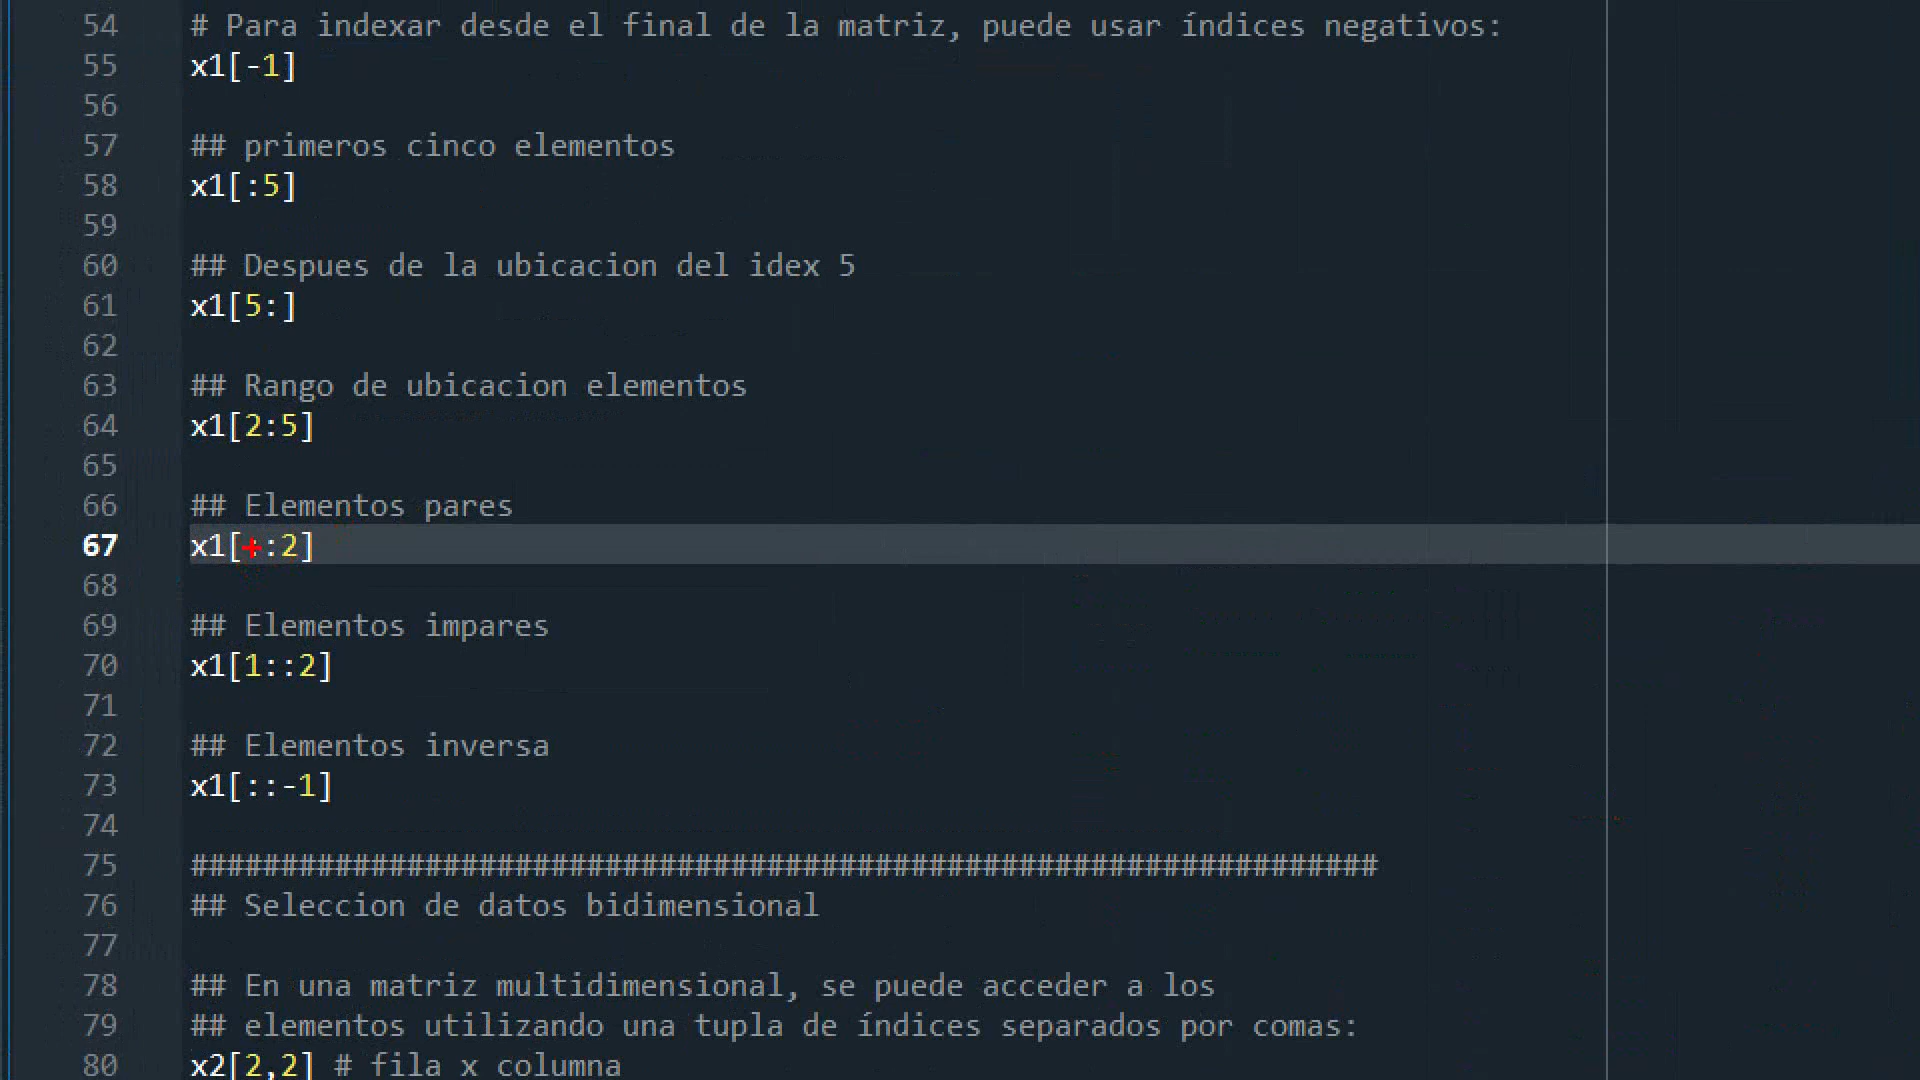 54 # Para indexar desde el final de la matriz, puede usar índices negativos:
55 x1[-1]
56
57 ## primeros cinco elementos
58 x1[:5]
59
60 ## Despues de la ubicacion del idex 5
61 x1[5:]
62
63 ## Rango de ubicacion elementos
64 x1[2:5]
65
66 ## Elementos pares
67 x1[::2]
68
69 ## Elementos impares
70 x1[1::2]
71
72 ## Elementos inversa
73 x1[::-1]
74
75 ##################################################################
76 ## Seleccion de datos bidimensional
77
78 ## En una matriz multidimensional, se puede acceder a los
79 ## elementos utilizando una tupla de índices separados por comas:
80 x2[2,2] # fila x columna